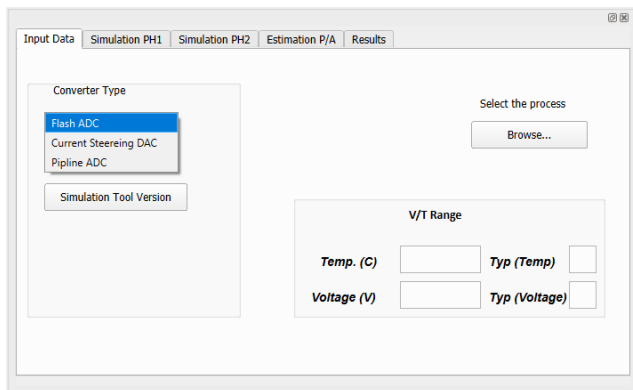 Input Data
Simulation PH1
Simulation PH2
Estimation P/A
Results
Converter Type
Flash ADC
Current Steereing DAC
Pipline ADC
Simulation Tool Version
Select the process
Browse...
V/T Range
Temp. (C)
Typ (Temp)
Voltage (V)
Typ (Voltage)